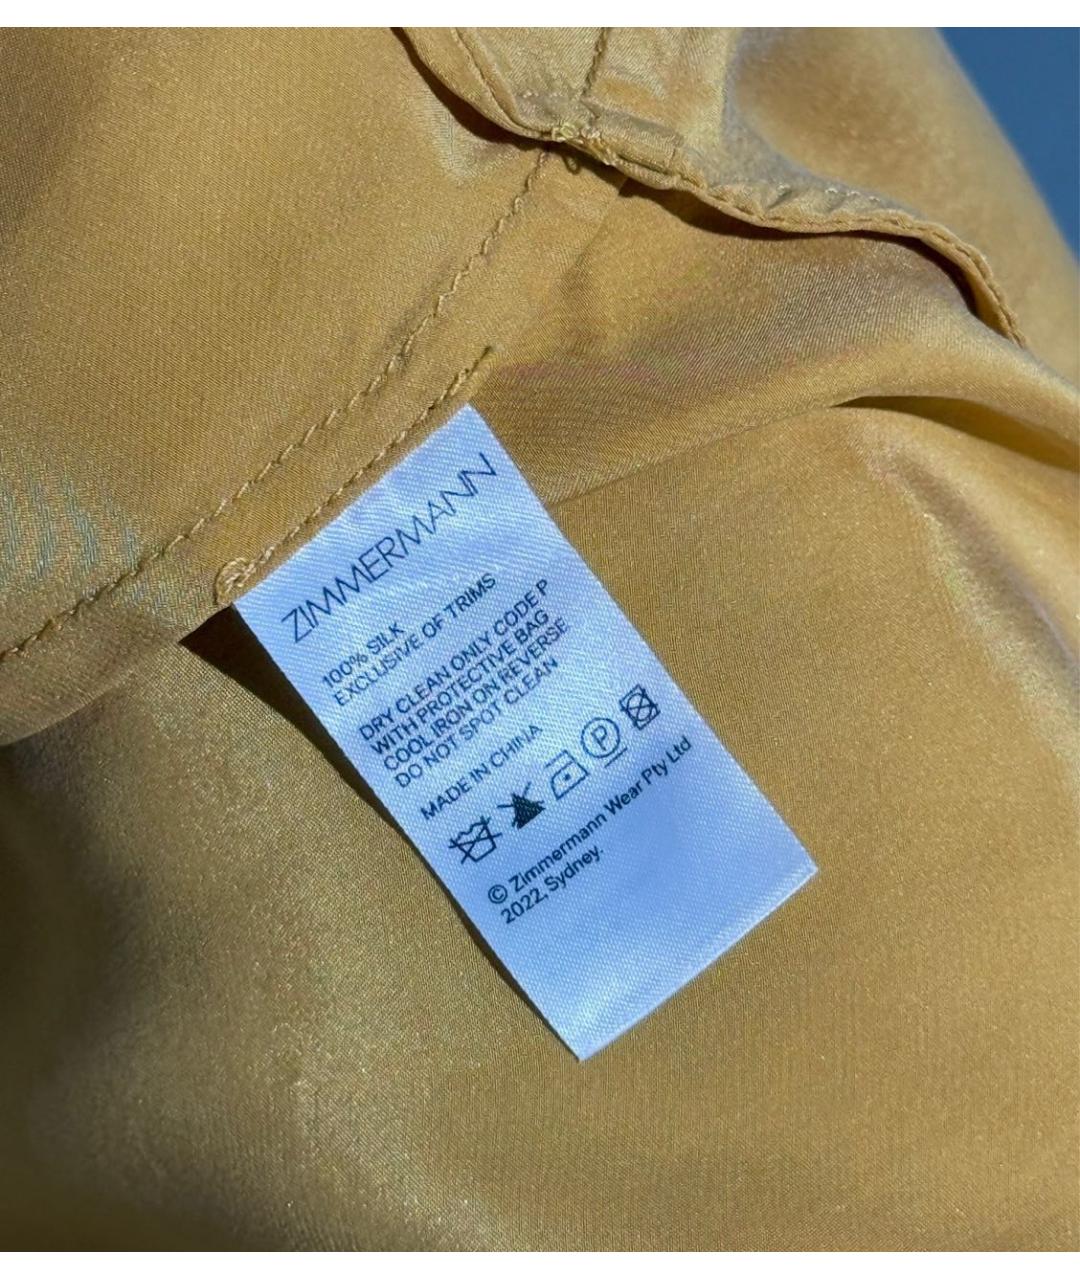 ZIMMERMANN
100% SILK
EXCLUSIVE OF TRIMS
DRY CLEAN ONLY CODE P
WITH PROTECTIVE BAG
COOL IRON ON REVERSE
DO NOT SPOT CLEAN
MADE IN CHINA
P
© Zimmermann Wear Pty Ltd
2022, Sydney.